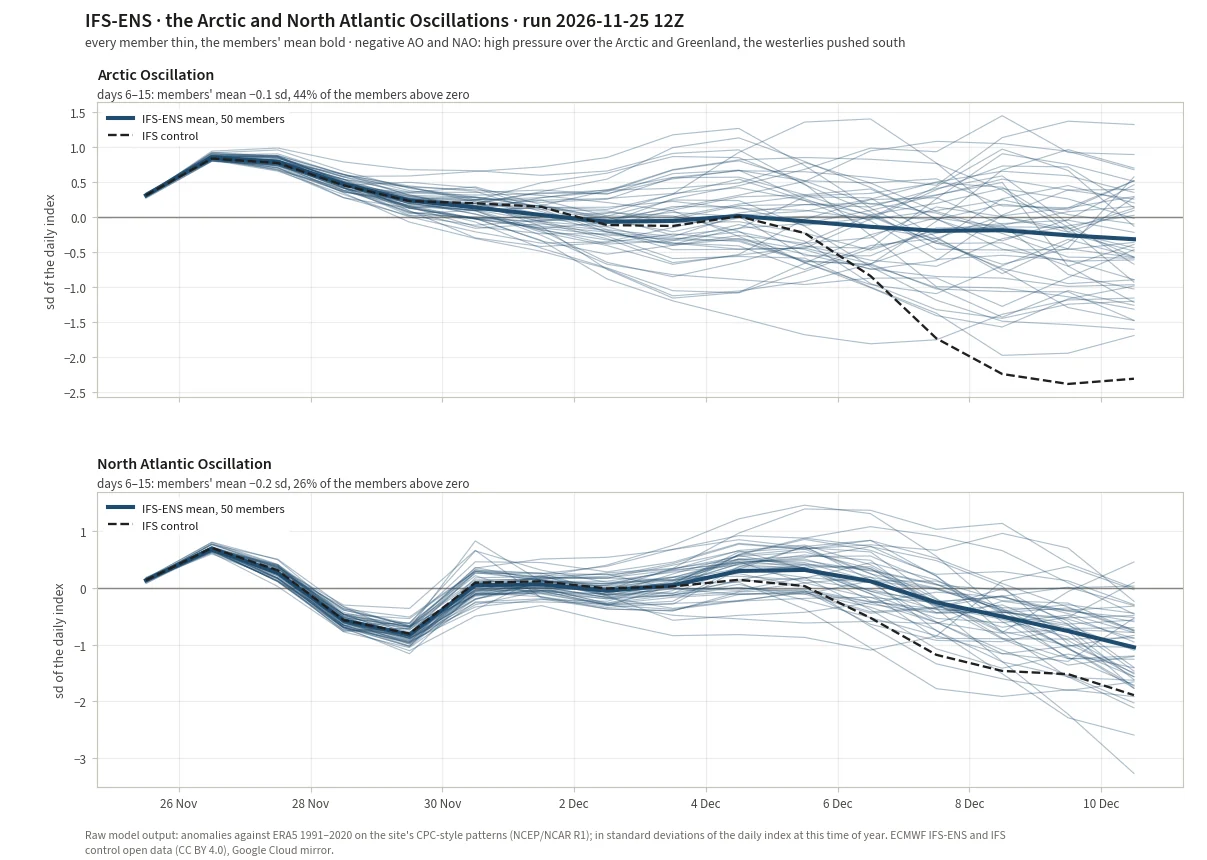 IFS-ENS · the Arctic and North Atlantic Oscillations · run 2026-11-25 12Z
every member thin, the members' mean bold · negative AO and NAO: high pressure over the Arctic and Greenland, the westerlies pushed south
Arctic Oscillation
days 6–15: members' mean −0.1 sd, 44% of the members above zero
IFS-ENS mean, 50 members
IFS control
1.5
1.0
0.5
0.0
−0.5
−1.0
−1.5
−2.0
−2.5
sd of the daily index
North Atlantic Oscillation
days 6–15: members' mean −0.2 sd, 26% of the members above zero
IFS-ENS mean, 50 members
IFS control
1
0
−1
−2
−3
sd of the daily index
26 Nov
28 Nov
30 Nov
2 Dec
4 Dec
6 Dec
8 Dec
10 Dec
Raw model output: anomalies against ERA5 1991–2020 on the site's CPC-style patterns (NCEP/NCAR R1); in standard deviations of the daily index at this time of year. ECMWF IFS-ENS and IFS
control open data (CC BY 4.0), Google Cloud mirror.